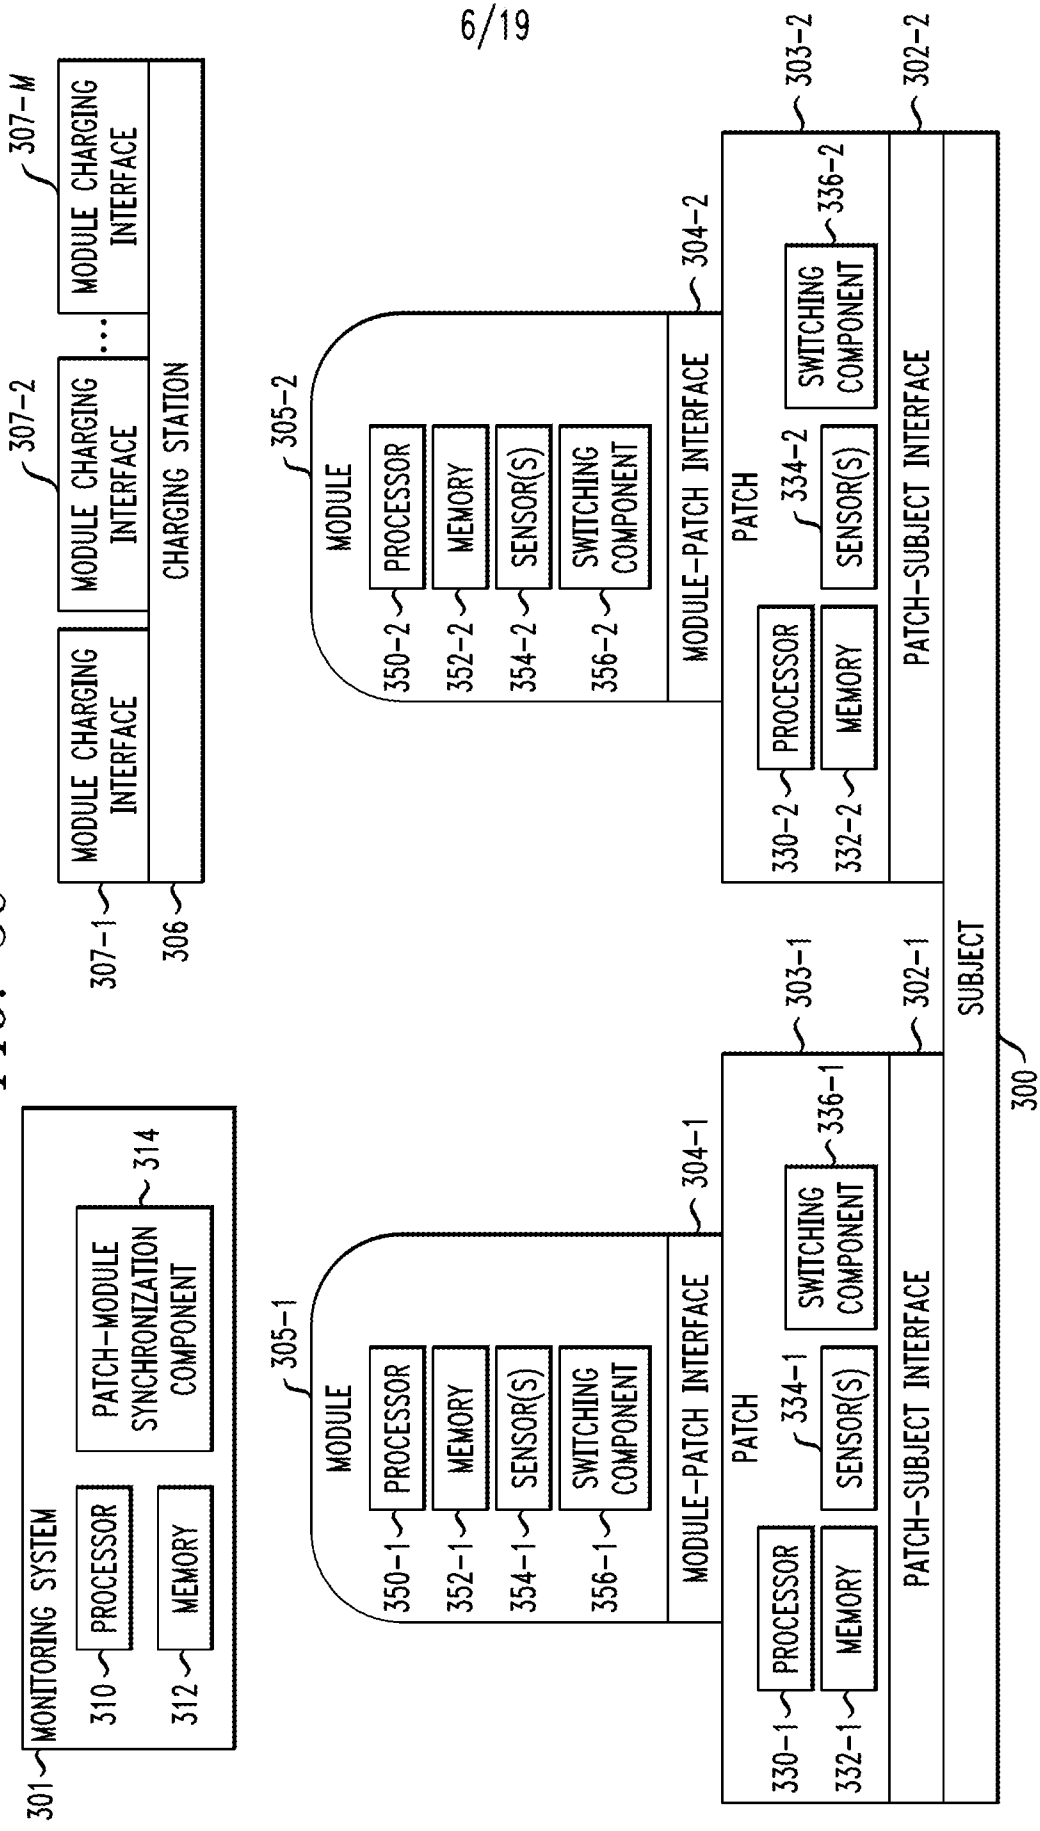 6/19
301
MONITORING SYSTEM
310
PROCESSOR
312
MEMORY
PATCH-MODULE
SYNCHRONIZATION
COMPONENT
314
307-1
MODULE CHARGING
INTERFACE
307-2
MODULE CHARGING
INTERFACE
...
307-M
MODULE CHARGING
INTERFACE
306
CHARGING STATION
305-1
MODULE
350-1
PROCESSOR
352-1
MEMORY
354-1
SENSOR(S)
356-1
SWITCHING
COMPONENT
MODULE-PATCH INTERFACE
304-1
PATCH
303-1
330-1
PROCESSOR
332-1
MEMORY
334-1
SENSOR(S)
336-1
SWITCHING
COMPONENT
PATCH-SUBJECT INTERFACE
302-1
305-2
MODULE
350-2
PROCESSOR
352-2
MEMORY
354-2
SENSOR(S)
356-2
SWITCHING
COMPONENT
MODULE-PATCH INTERFACE
304-2
PATCH
303-2
330-2
PROCESSOR
332-2
MEMORY
334-2
SENSOR(S)
336-2
SWITCHING
COMPONENT
PATCH-SUBJECT INTERFACE
302-2
SUBJECT
300